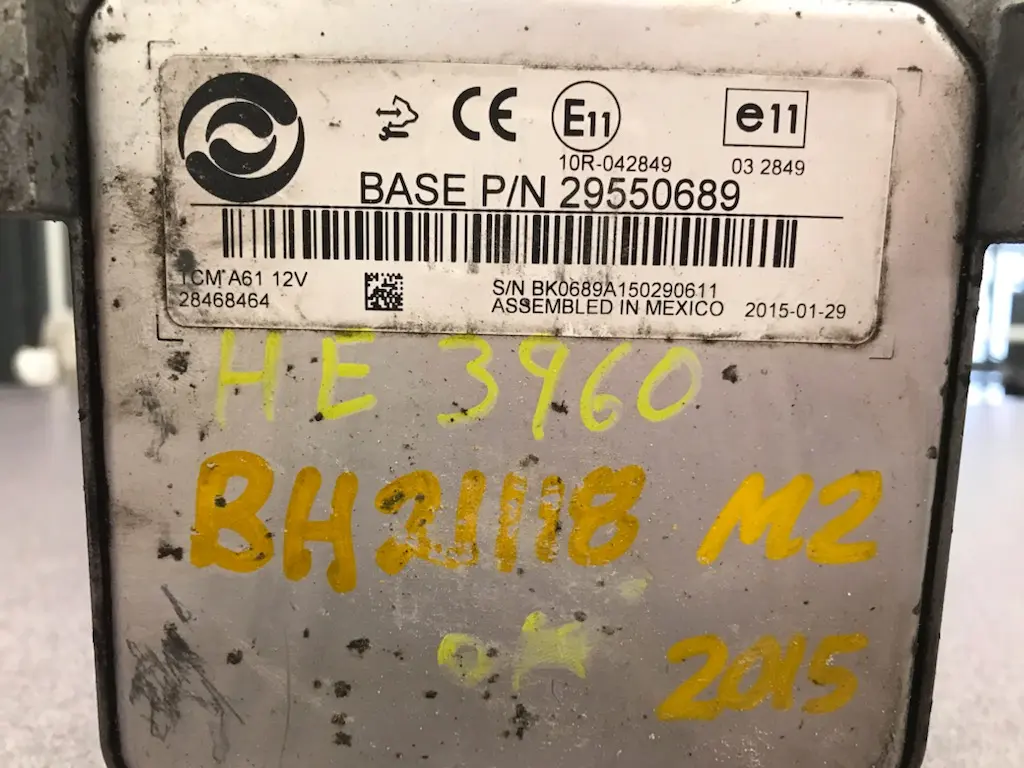 CE E11 e11
10R-042849 03 2849
BASE P/N 29550689
TCM A61 12V
28468464
S/N BK0689A150290611
ASSEMBLED IN MEXICO 2015-01-29
HE 3960
BH21118 M2
OK 2015